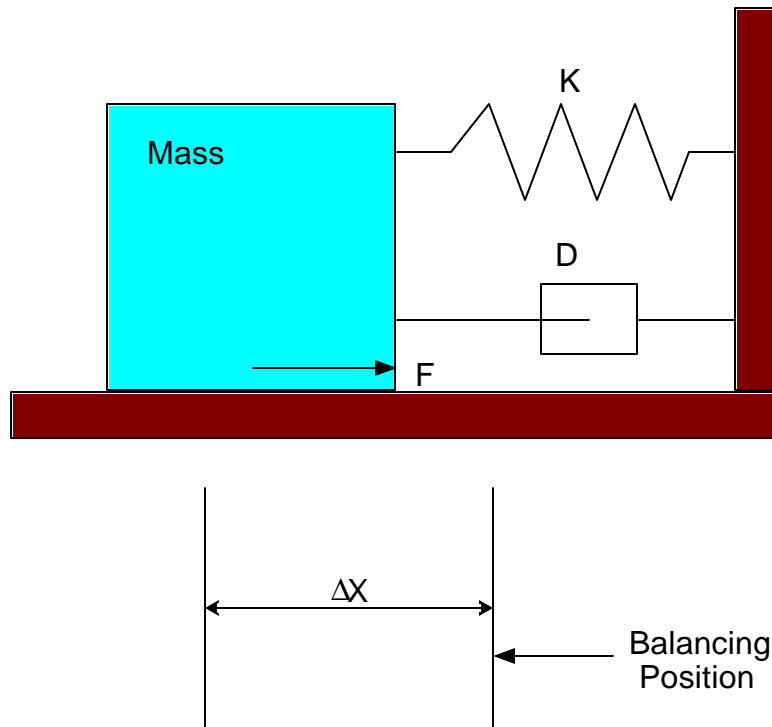 K
Mass
D
F
ΔX
Balancing
Position